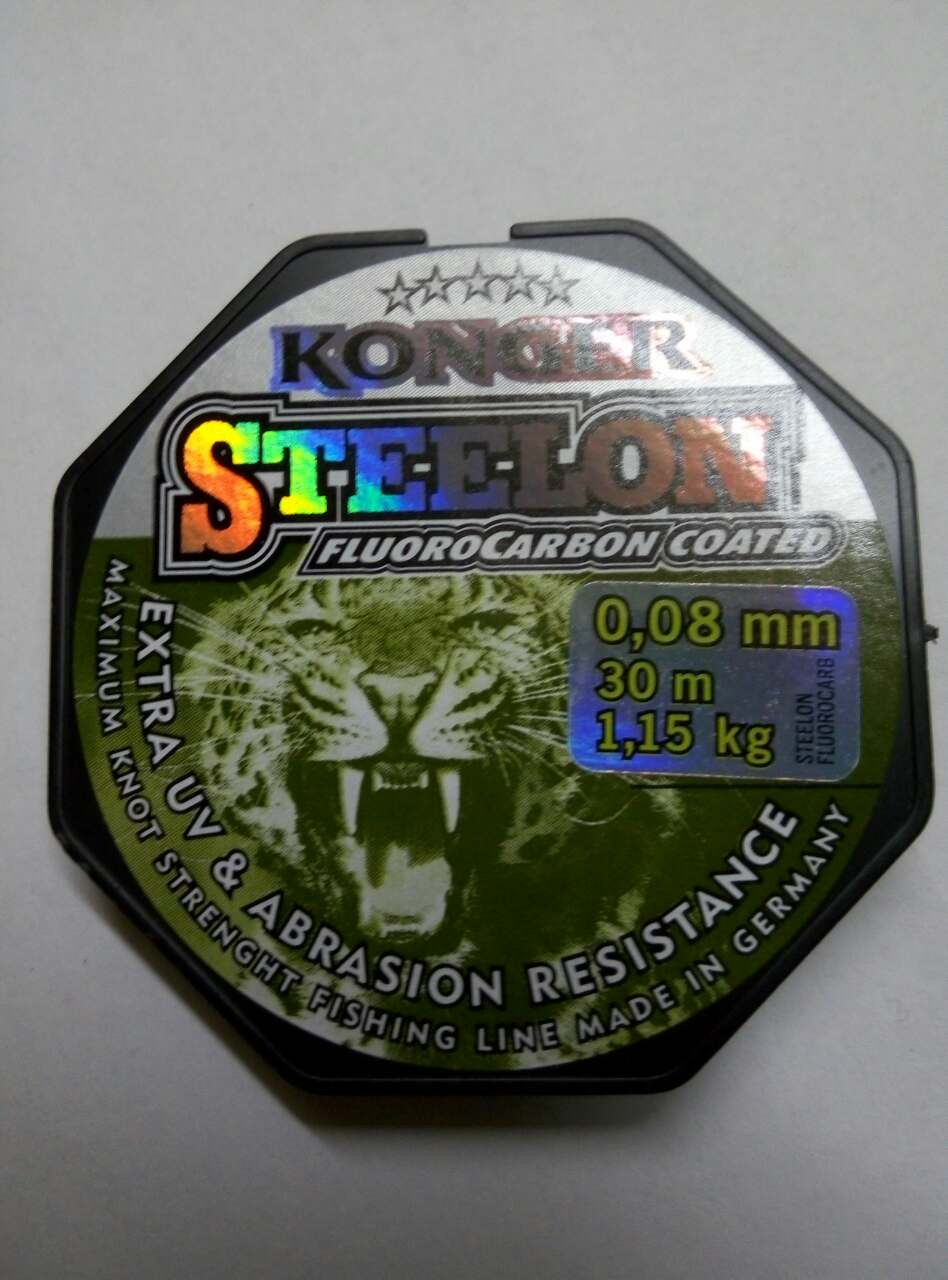 KONGER
STEELON
FLUOROCARBON COATED
0,08 mm
30 m
1,15 kg
STEELON
FLUOROCARB
EXTRA UV & ABRASION RESISTANCE
MAXIMUM KNOT STRENGHT FISHING LINE MADE IN GERMANY